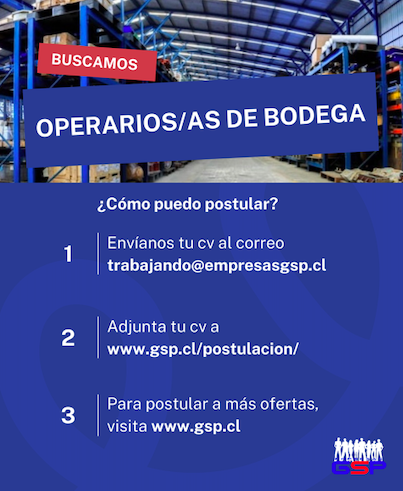 BUSCAMOS
OPERARIOS/AS DE BODEGA
¿Cómo puedo postular?
1
Envíanos tu cv al correo
trabajando@empresasgsp.cl
2
Adjunta tu cv a
www.gsp.cl/postulacion/
3
Para postular a más ofertas,
visita www.gsp.cl
GSP